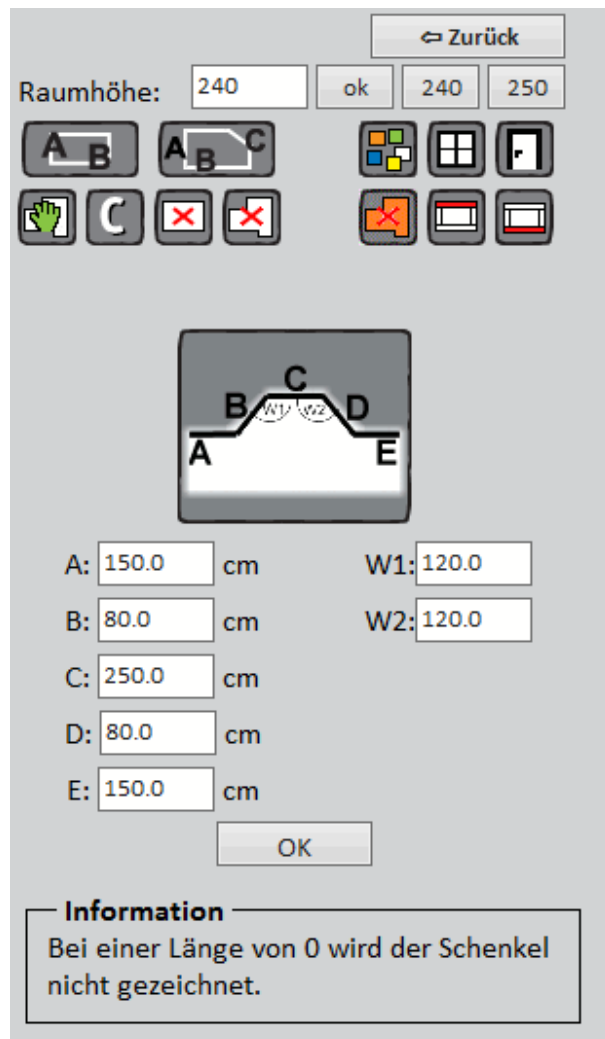 ⇦ Zurück
Raumhöhe: 240 ok 240 250
A B A B C
C
C
B W1 W2 D
A E
A: 150.0 cm W1: 120.0
B: 80.0 cm W2: 120.0
C: 250.0 cm
D: 80.0 cm
E: 150.0 cm
OK
Information
Bei einer Länge von 0 wird der Schenkel
nicht gezeichnet.